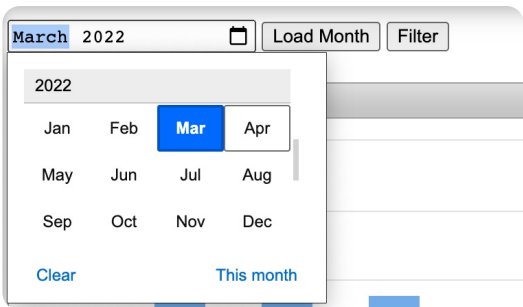 March 2022 Load Month Filter
2022
Jan Feb Mar Apr
May Jun Jul Aug
Sep Oct Nov Dec
Clear This month